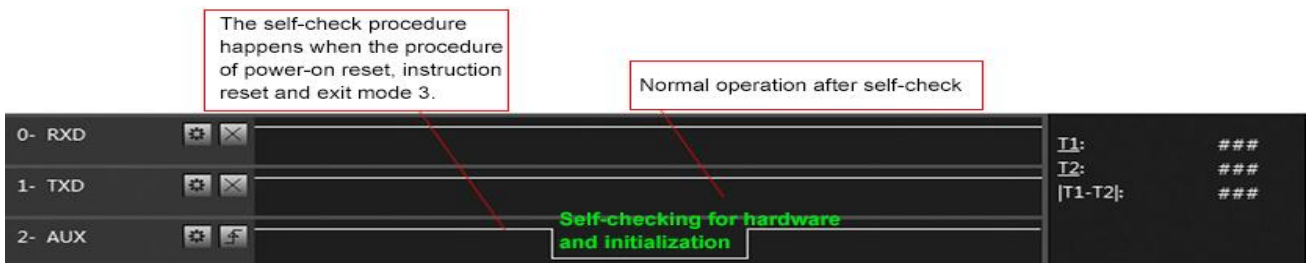 The self-check procedure
happens when the procedure
of power-on reset, instruction
reset and exit mode 3.
Normal operation after self-check
0- RXD
T1: ###
T2: ###
1- TXD
|T1-T2|: ###
Self-checking for hardware
and initialization
2- AUX